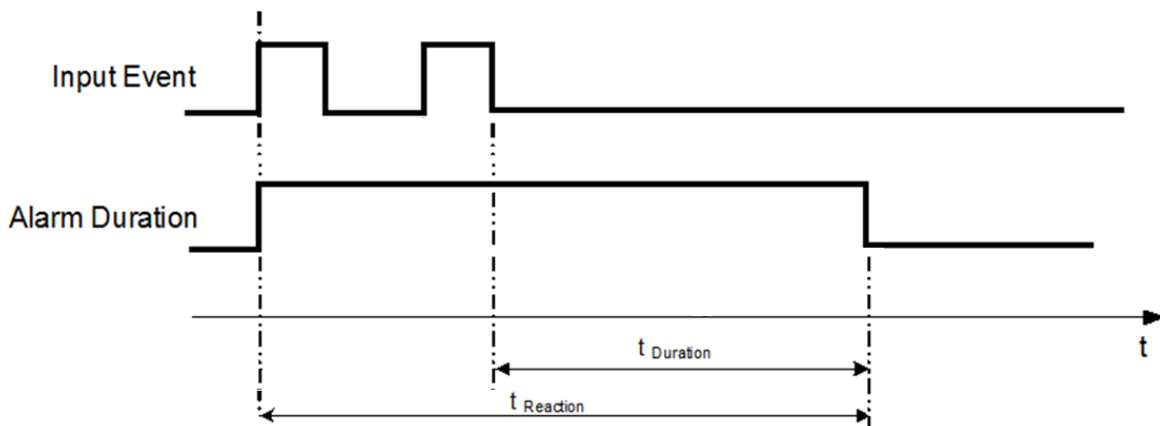 Input Event
Alarm Duration
t
t Duration
t Reaction